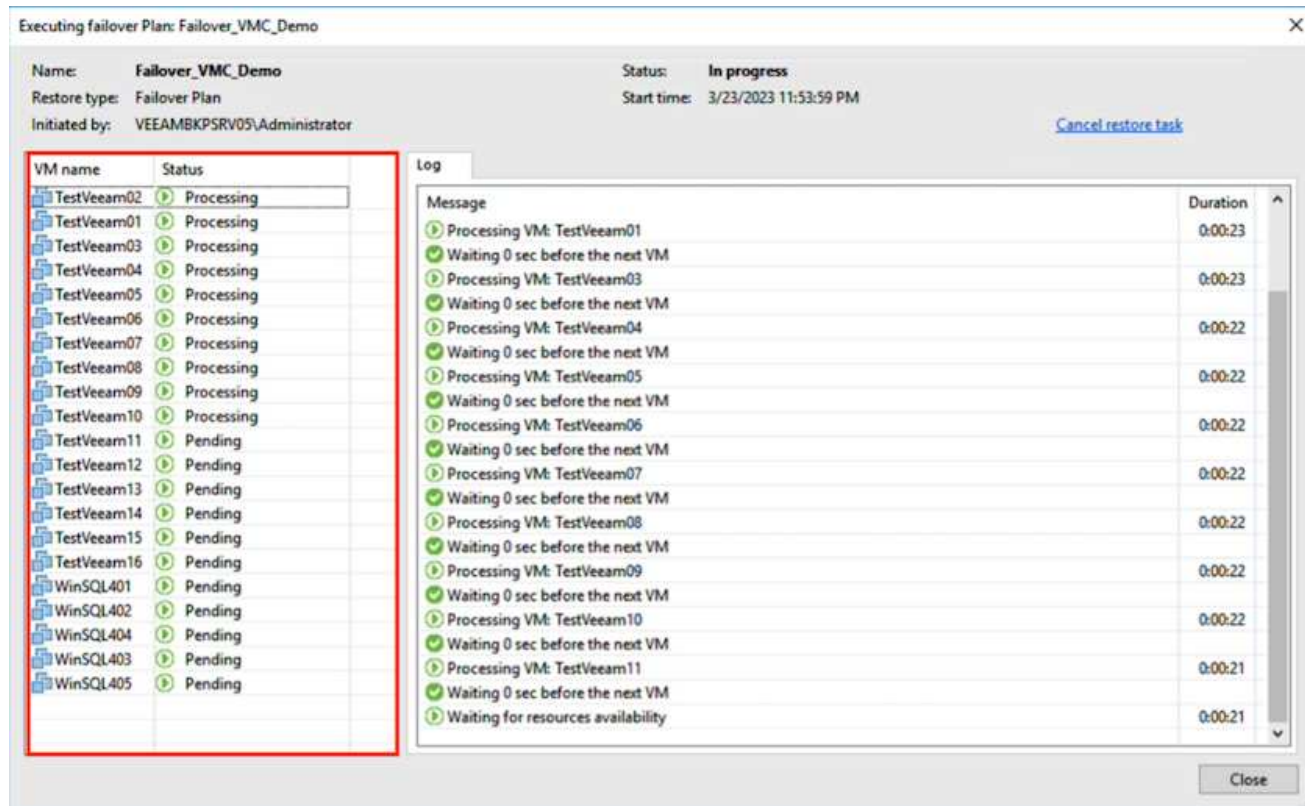 Executing failover Plan: Failover_VMC_Demo
Name: Failover_VMC_Demo
Status: In progress
Restore type: Failover Plan
Start time: 3/23/2023 11:53:59 PM
Initiated by: VEEAMBKPSRV05\Administrator
Cancel restore task
VM name Status
TestVeeam02 Processing
TestVeeam01 Processing
TestVeeam03 Processing
TestVeeam04 Processing
TestVeeam05 Processing
TestVeeam06 Processing
TestVeeam07 Processing
TestVeeam08 Processing
TestVeeam09 Processing
TestVeeam10 Processing
TestVeeam11 Pending
TestVeeam12 Pending
TestVeeam13 Pending
TestVeeam14 Pending
TestVeeam15 Pending
TestVeeam16 Pending
WinSQL401 Pending
WinSQL402 Pending
WinSQL404 Pending
WinSQL403 Pending
WinSQL405 Pending
Log
Message Duration
Processing VM: TestVeeam01 0:00:23
Waiting 0 sec before the next VM
Processing VM: TestVeeam03 0:00:23
Waiting 0 sec before the next VM
Processing VM: TestVeeam04 0:00:22
Waiting 0 sec before the next VM
Processing VM: TestVeeam05 0:00:22
Waiting 0 sec before the next VM
Processing VM: TestVeeam06 0:00:22
Waiting 0 sec before the next VM
Processing VM: TestVeeam07 0:00:22
Waiting 0 sec before the next VM
Processing VM: TestVeeam08 0:00:22
Waiting 0 sec before the next VM
Processing VM: TestVeeam09 0:00:22
Waiting 0 sec before the next VM
Processing VM: TestVeeam10 0:00:22
Waiting 0 sec before the next VM
Processing VM: TestVeeam11 0:00:21
Waiting 0 sec before the next VM
Waiting for resources availability 0:00:21
Close